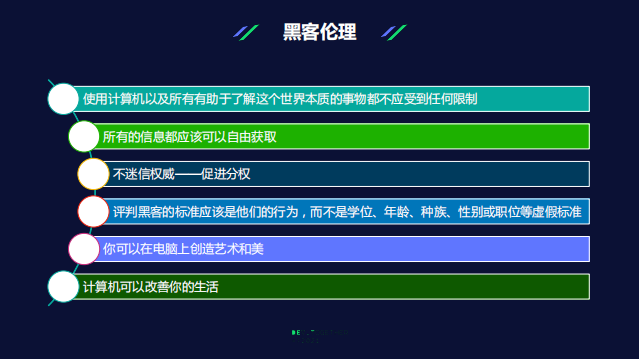 黑客伦理
使用计算机以及所有有助于了解这个世界本质的事物都不应受到任何限制
所有的信息都应该可以自由获取
不迷信权威——促进分权
评判黑客的标准应该是他们的行为，而不是学位、年龄、种族、性别或职位等虚假标准
你可以在电脑上创造艺术和美
计算机可以改善你的生活